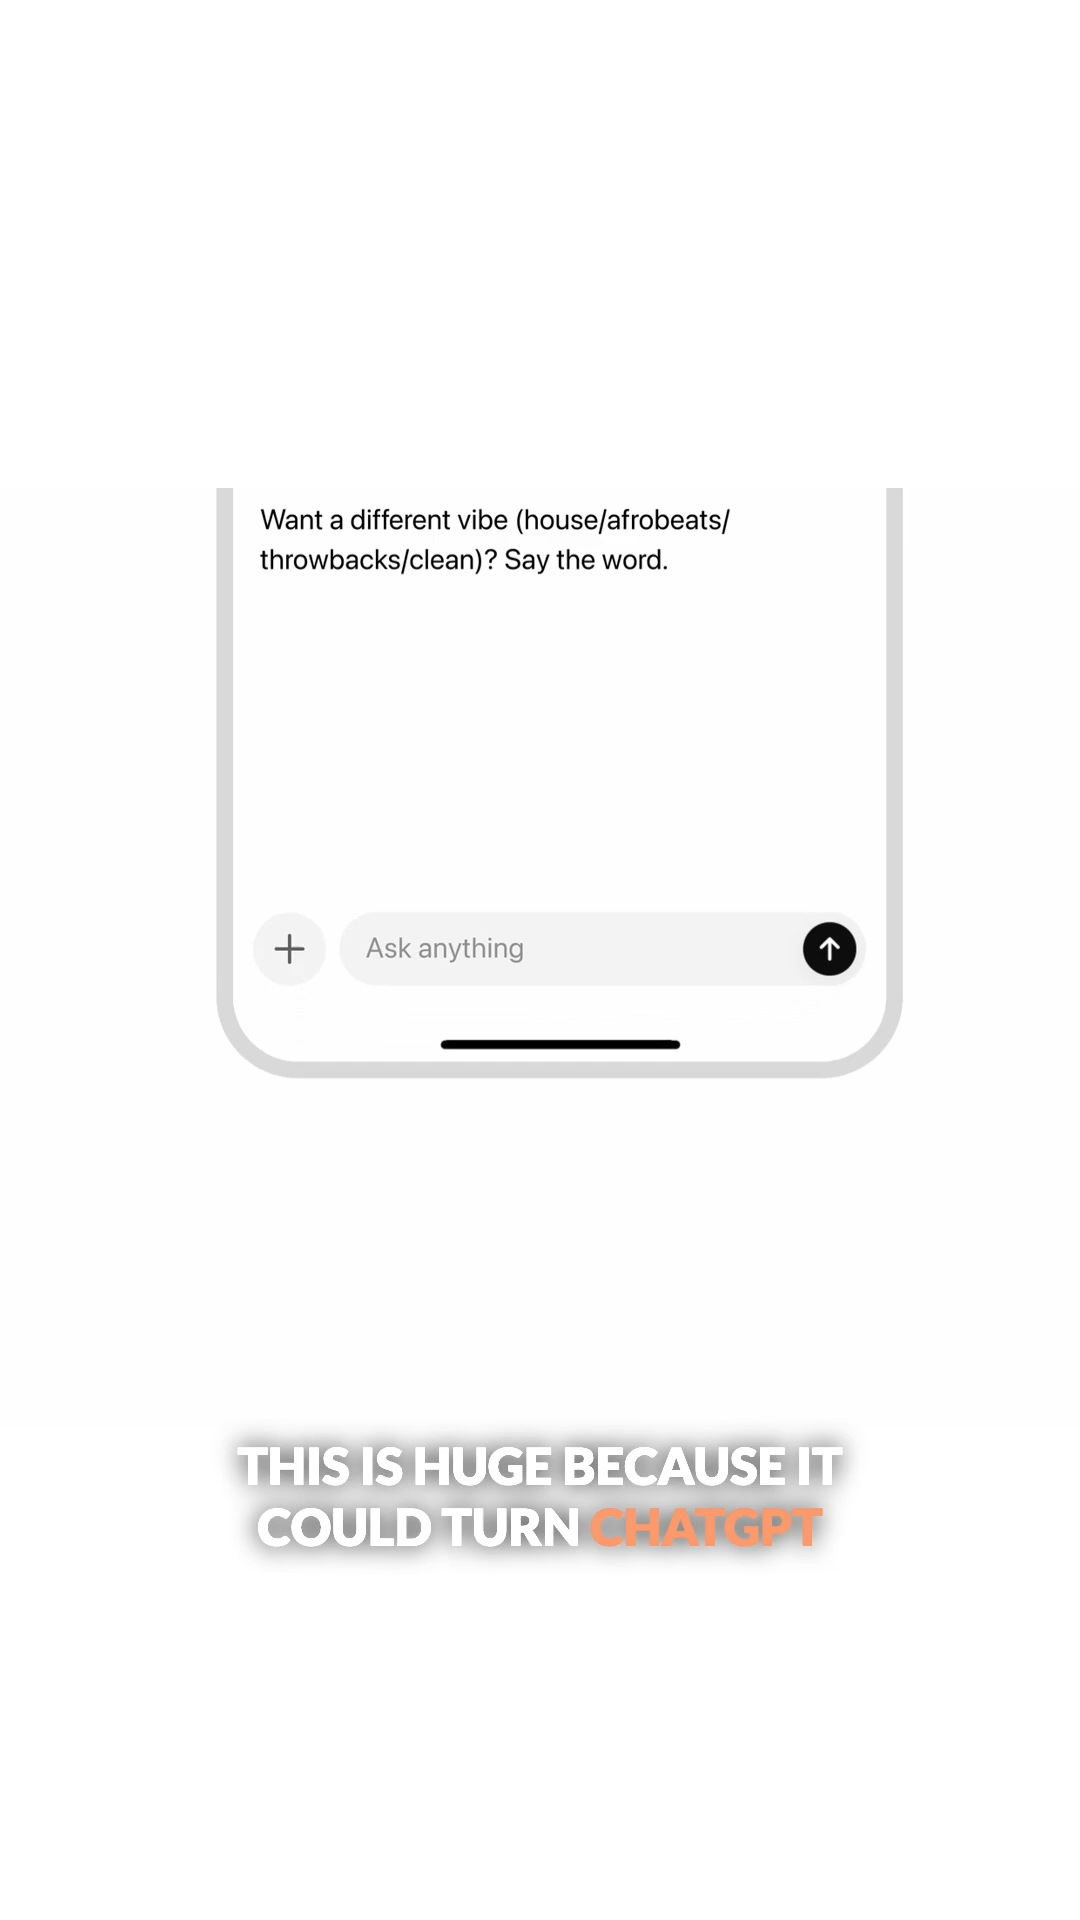 Want a different vibe (house/afrobeats/
throwbacks/clean)? Say the word.
Ask anything
THIS IS HUGE BECAUSE IT
COULD TURN CHATGPT